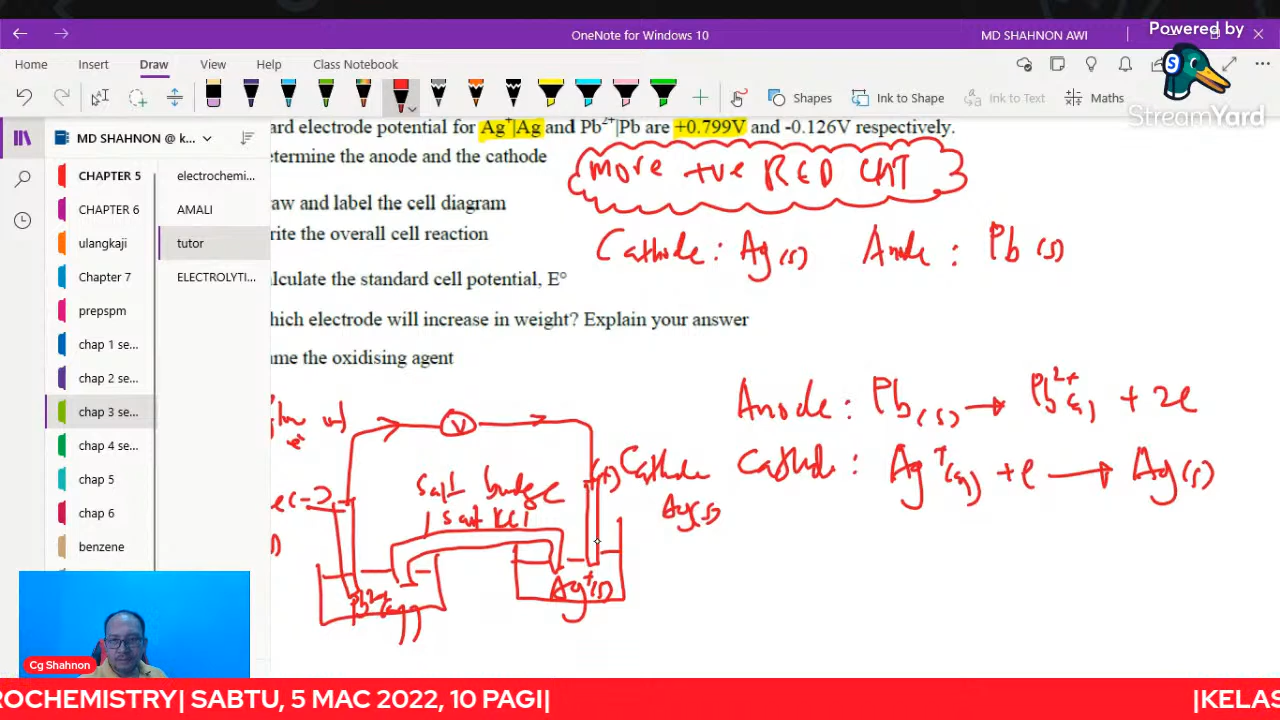 OneNote for Windows 10
MD SHAHNON AWI
Powered by
StreamYard
Home Insert Draw View Help Class Notebook
Shapes Ink to Shape Ink to Text Maths
MD SHAHNON @ k...
CHAPTER 5
CHAPTER 6
ulangkaji
Chapter 7
prepspm
chap 1 se...
chap 2 se...
chap 3 se...
chap 4 se...
chap 5
chap 6
benzene
electrochemi...
AMALI
tutor
ELECTROLYTI...
ard electrode potential for Ag⁺|Ag and Pb²⁺|Pb are +0.799V and -0.126V respectively.
etermine the anode and the cathode
raw and label the cell diagram
rite the overall cell reaction
alculate the standard cell potential, E°
hich electrode will increase in weight? Explain your answer
ame the oxidising agent
More +ve RED CAT
Cathode : Ag(s) Anode : Pb(s)
Anode : Pb(s) → Pb²⁺(aq) + 2e
Cathode : Ag⁺(aq) + e → Ag(s)
V
salt bridge
sat KCl
(+) Cathode
Ag(s)
Pb²⁺(aq)
Ag⁺(s)
Cg Shahnon
ROCHEMISTRY| SABTU, 5 MAC 2022, 10 PAGI|
|KELAS